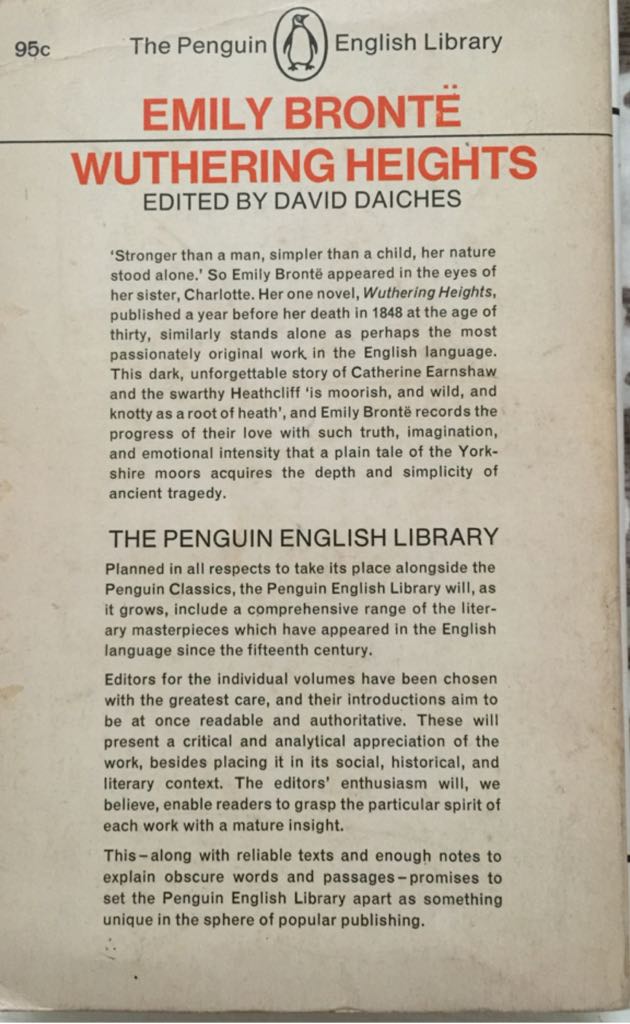 95c The Penguin English Library
EMILY BRONTË
WUTHERING HEIGHTS
EDITED BY DAVID DAICHES
'Stronger than a man, simpler than a child, her nature
stood alone.' So Emily Brontë appeared in the eyes of
her sister, Charlotte. Her one novel, Wuthering Heights,
published a year before her death in 1848 at the age of
thirty, similarly stands alone as perhaps the most
passionately original work in the English language.
This dark, unforgettable story of Catherine Earnshaw
and the swarthy Heathcliff 'is moorish, and wild, and
knotty as a root of heath', and Emily Brontë records the
progress of their love with such truth, imagination,
and emotional intensity that a plain tale of the York-
shire moors acquires the depth and simplicity of
ancient tragedy.
THE PENGUIN ENGLISH LIBRARY
Planned in all respects to take its place alongside the
Penguin Classics, the Penguin English Library will, as
it grows, include a comprehensive range of the liter-
ary masterpieces which have appeared in the English
language since the fifteenth century.
Editors for the individual volumes have been chosen
with the greatest care, and their introductions aim to
be at once readable and authoritative. These will
present a critical and analytical appreciation of the
work, besides placing it in its social, historical, and
literary context. The editors' enthusiasm will, we
believe, enable readers to grasp the particular spirit of
each work with a mature insight.
This–along with reliable texts and enough notes to
explain obscure words and passages–promises to
set the Penguin English Library apart as something
unique in the sphere of popular publishing.